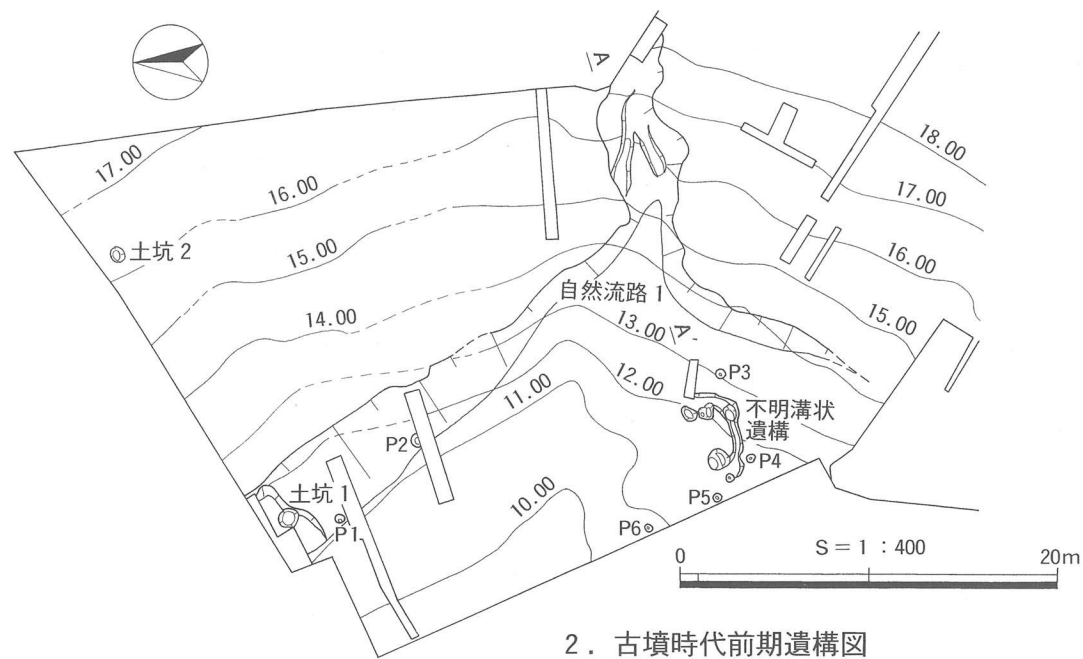 A
17.00
16.00
15.00
14.00
土坑 2
自然流路 1
18.00
17.00
16.00
15.00
13.00
A'
12.00
11.00
10.00
P3
不明溝状
遺構
P4
P5
P6
P2
土坑 1
P1
S = 1 : 400
0
20m
2. 古墳時代前期遺構図